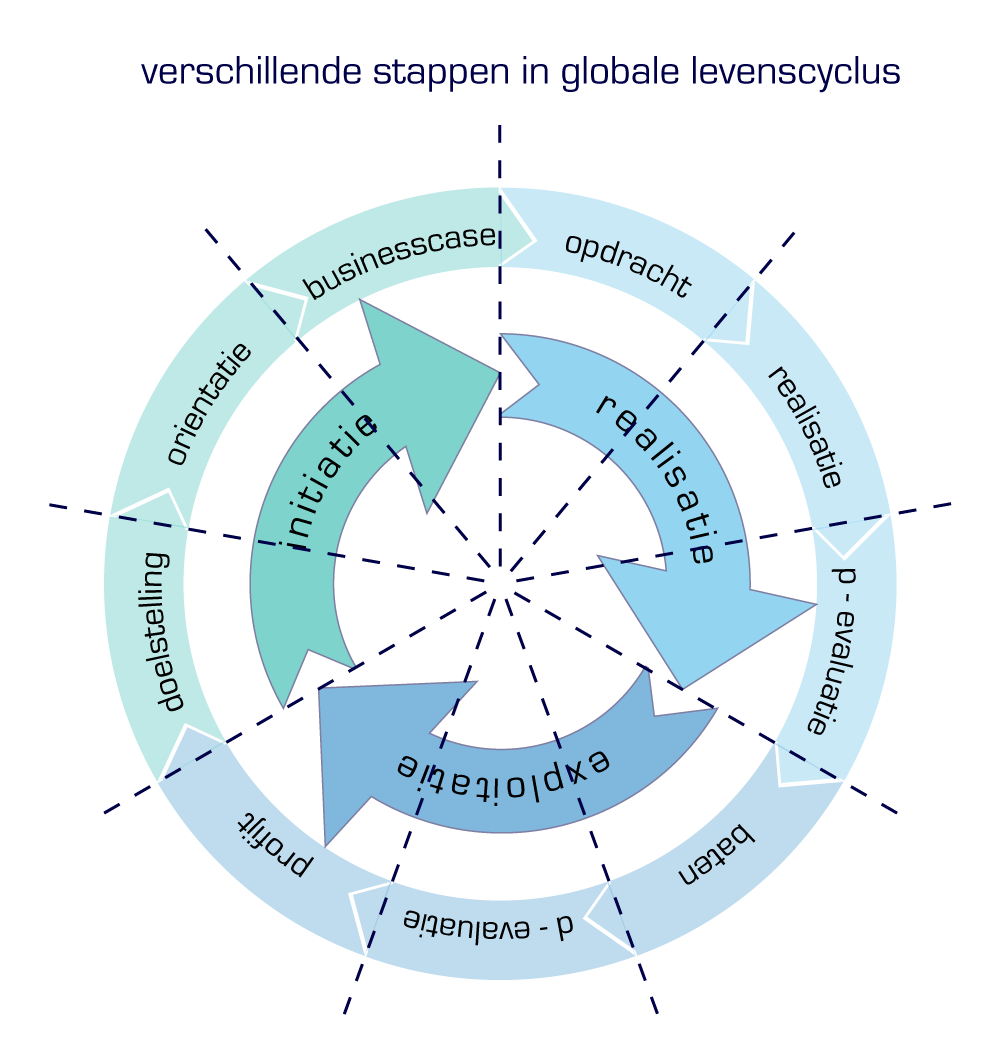 verschillende stappen in globale levenscyclus
businesscase
opdracht
realisatie
p - evaluatie
baten
d - evaluatie
profijt
doelstelling
orientatie
initiatie
realisatie
exploitatie